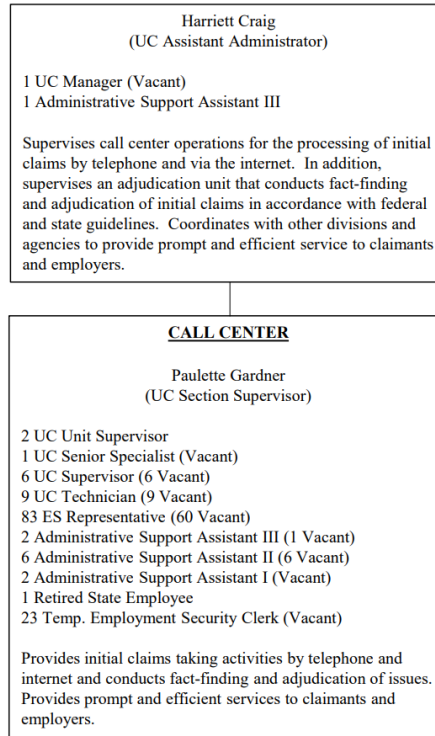 Harriett Craig
(UC Assistant Administrator)
1 UC Manager (Vacant)
1 Administrative Support Assistant III
Supervises call center operations for the processing of initial
claims by telephone and via the internet.  In addition,
supervises an adjudication unit that conducts fact-finding
and adjudication of initial claims in accordance with federal
and state guidelines.  Coordinates with other divisions and
agencies to provide prompt and efficient service to claimants
and employers.
CALL CENTER
Paulette Gardner
(UC Section Supervisor)
2 UC Unit Supervisor
1 UC Senior Specialist (Vacant)
6 UC Supervisor (6 Vacant)
9 UC Technician (9 Vacant)
83 ES Representative (60 Vacant)
2 Administrative Support Assistant III (1 Vacant)
6 Administrative Support Assistant II (6 Vacant)
2 Administrative Support Assistant I (Vacant)
1 Retired State Employee
23 Temp. Employment Security Clerk (Vacant)
Provides initial claims taking activities by telephone and
internet and conducts fact-finding and adjudication of issues.
Provides prompt and efficient services to claimants and
employers.